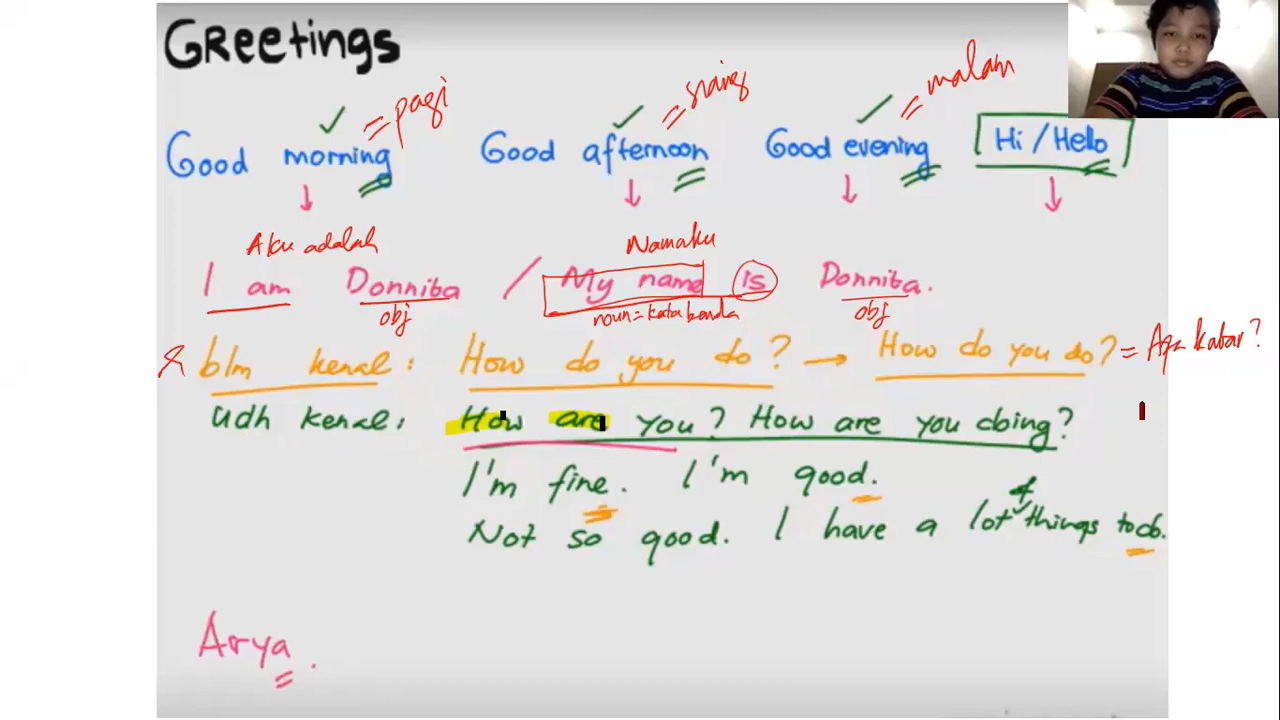 Greetings
= pagi = siang = malam
Good morning Good afternoon Good evening Hi / Hello
Aku adalah Namaku
I am Donnita / My name is Donnita.
obj noun = kata benda obj
blm kenal : How do you do? → How do you do? = Apa kabar?
udh kenal : How are you? How are you doing?
I'm fine. I'm good.
Not so good. I have a lot of things to do.
Arya.